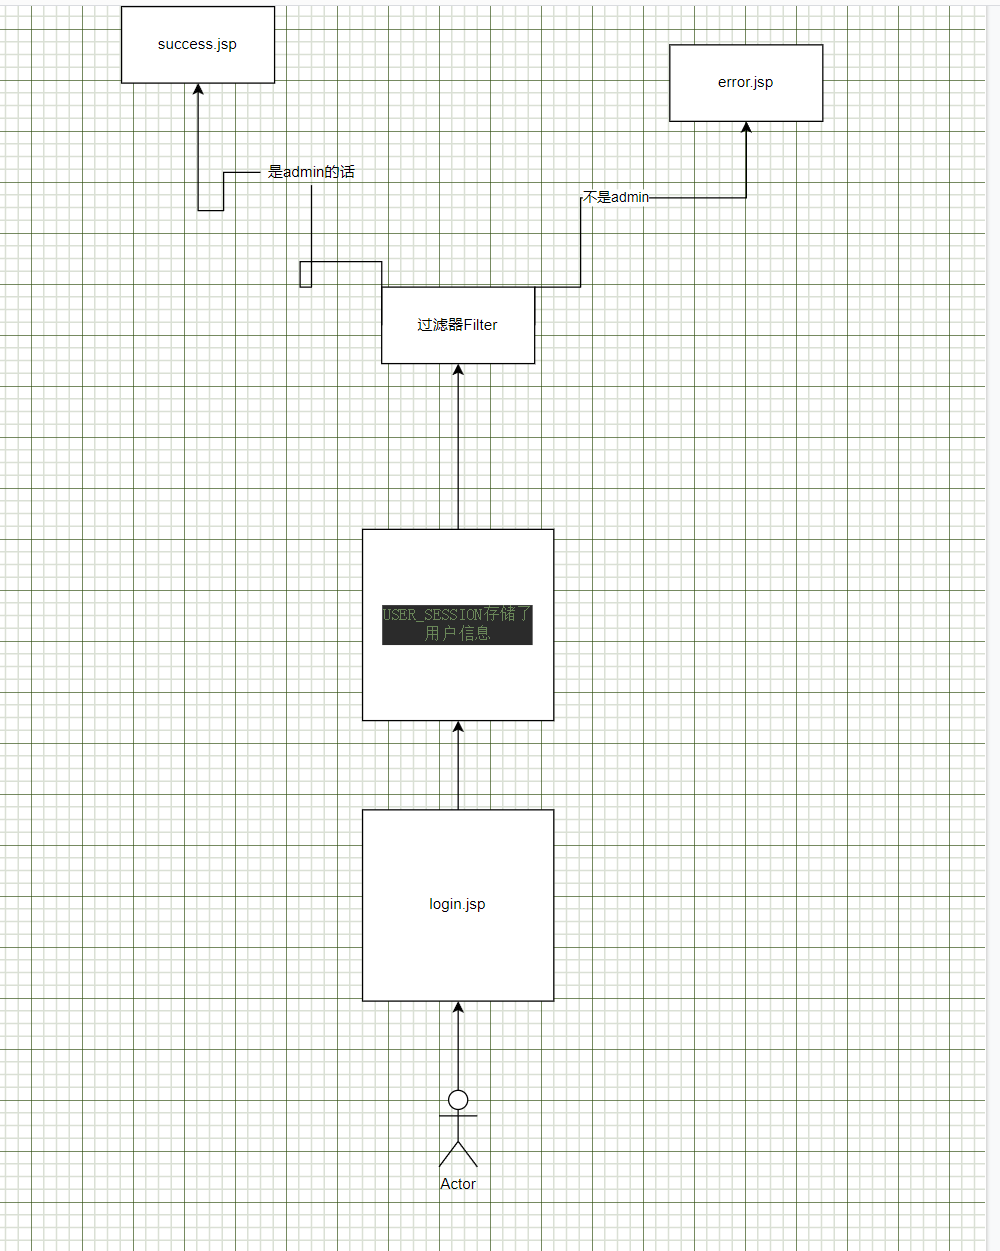 success.jsp
error.jsp
是admin的话
不是admin
过滤器Filter
USER_SESSION存储了
用户信息
login.jsp
Actor